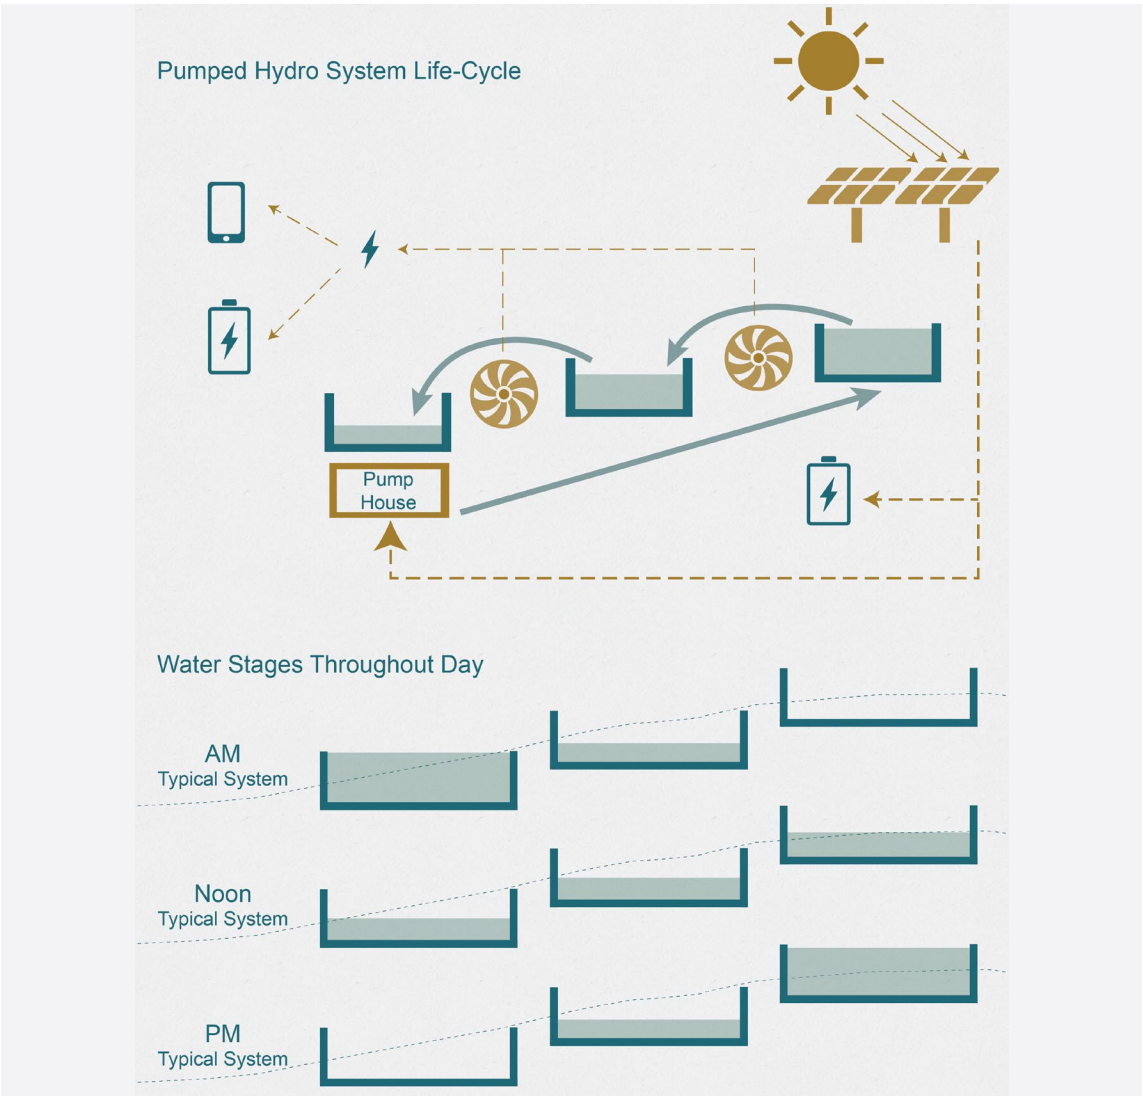 Pumped Hydro System Life-Cycle
Pump
House
Water Stages Throughout Day
AM
Typical System
Noon
Typical System
PM
Typical System